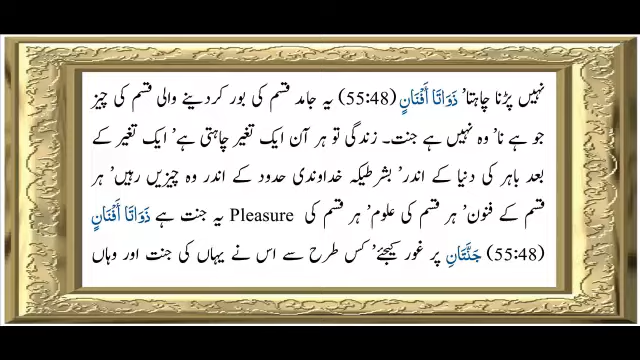 نہیں پڑنا چاہتا’ ذَوَاتَا أَفْنَانٍ (55:48) یہ جامد قسم کی بور کردینے والی قسم کی چیز
جو ہے نا’ وہ نہیں ہے جنت۔ زندگی تو ہر آن ایک تغیر چاہتی ہے’ ایک تغیر کے
بعد باہر کی دنیا کے اندر’ بشرطیکہ خداوندی حدود کے اندر وہ چیزیں رہیں’ ہر
قسم کے فنون’ ہر قسم کی علوم’ ہر قسم کی Pleasure یہ جنت ہے ذَوَاتَا أَفْنَانٍ
(55:48) جَنَّتَانِ پر غور کیجئے’ کس طرح سے اس نے یہاں کی جنت اور وہاں